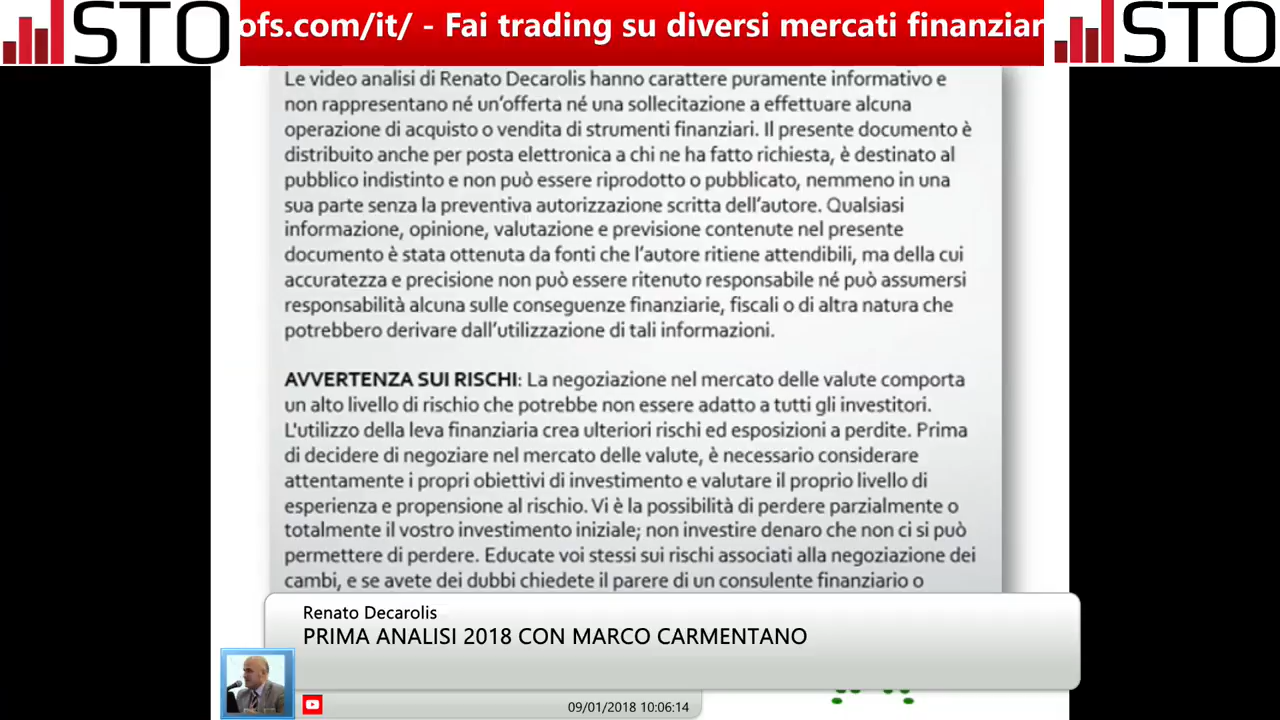 STO
ofs.com/it/ - Fai trading su diversi mercati finanziar
STO
Le video analisi di Renato Decarolis hanno carattere puramente informativo e
non rappresentano né un'offerta né una sollecitazione a effettuare alcuna
operazione di acquisto o vendita di strumenti finanziari. Il presente documento è
distribuito anche per posta elettronica a chi ne ha fatto richiesta, è destinato al
pubblico indistinto e non può essere riprodotto o pubblicato, nemmeno in una
sua parte senza la preventiva autorizzazione scritta dell'autore. Qualsiasi
informazione, opinione, valutazione e previsione contenute nel presente
documento è stata ottenuta da fonti che l'autore ritiene attendibili, ma della cui
accuratezza e precisione non può essere ritenuto responsabile né può assumersi
responsabilità alcuna sulle conseguenze finanziarie, fiscali o di altra natura che
potrebbero derivare dall'utilizzazione di tali informazioni.
AVVERTENZA SUI RISCHI: La negoziazione nel mercato delle valute comporta
un alto livello di rischio che potrebbe non essere adatto a tutti gli investitori.
L'utilizzo della leva finanziaria crea ulteriori rischi ed esposizioni a perdite. Prima
di decidere di negoziare nel mercato delle valute, è necessario considerare
attentamente i propri obiettivi di investimento e valutare il proprio livello di
esperienza e propensione al rischio. Vi è la possibilità di perdere parzialmente o
totalmente il vostro investimento iniziale; non investire denaro che non ci si può
permettere di perdere. Educate voi stessi sui rischi associati alla negoziazione dei
cambi, e se avete dei dubbi chiedete il parere di un consulente finanziario o
Renato Decarolis
PRIMA ANALISI 2018 CON MARCO CARMENTANO
09/01/2018 10:06:14